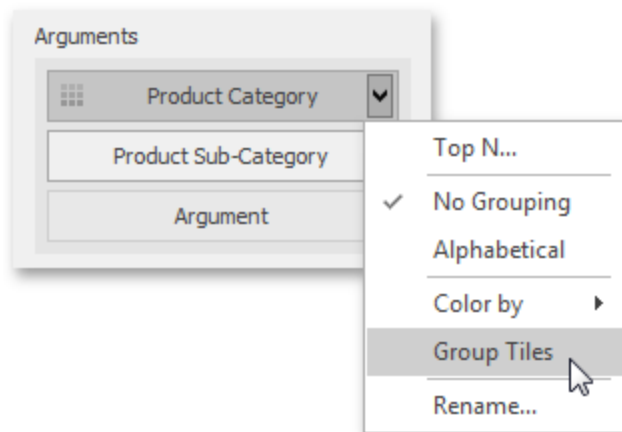 Arguments
Product Category
Product Sub-Category
Argument
Top N...
No Grouping
Alphabetical
Color by
Group Tiles
Rename...